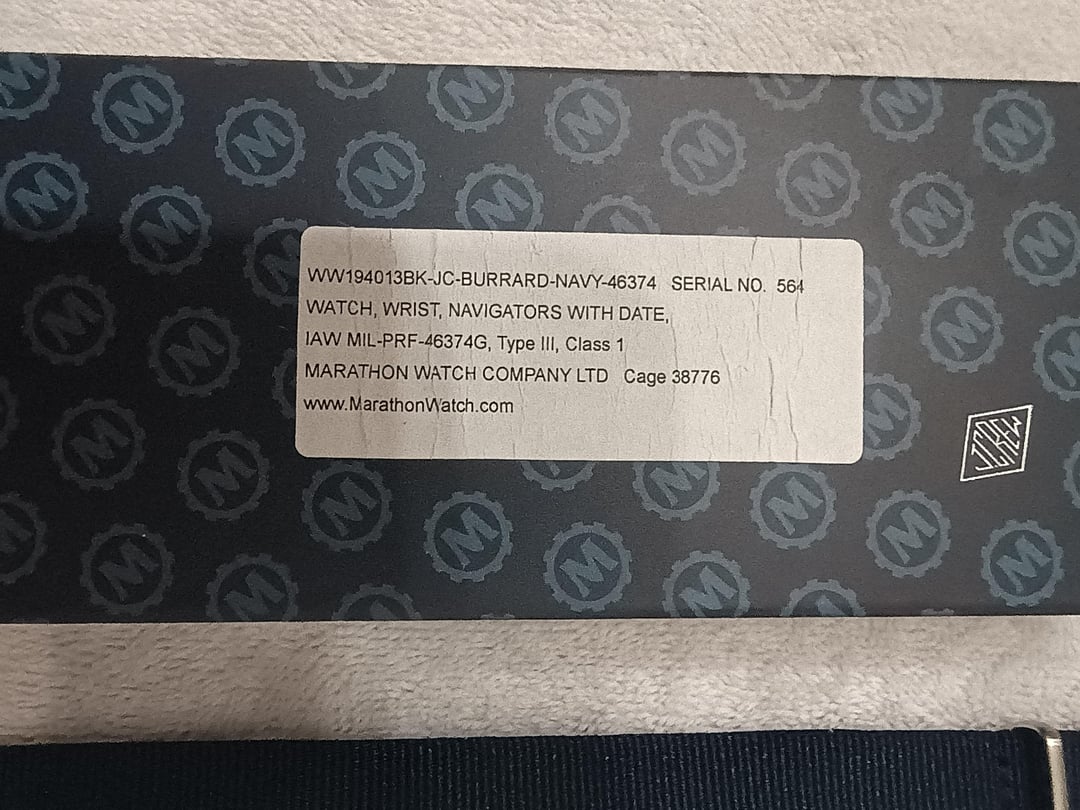 WW194013BK-JC-BURRARD-NAVY-46374 SERIAL NO. 564
WATCH, WRIST, NAVIGATORS WITH DATE,
IAW MIL-PRF-46374G, Type III, Class 1
MARATHON WATCH COMPANY LTD Cage 38776
www.MarathonWatch.com